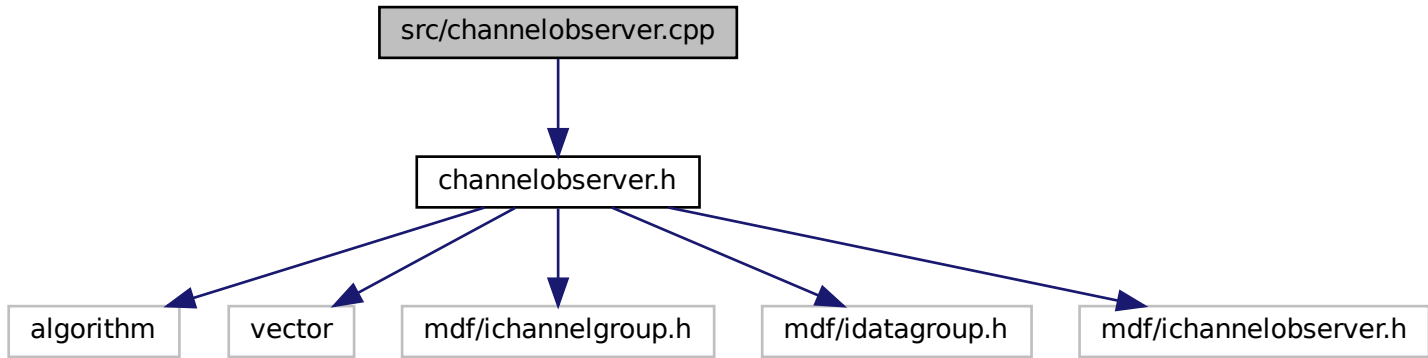 src/channelobserver.cpp
channelobserver.h
algorithm
vector
mdf/ichannelgroup.h
mdf/idatagroup.h
mdf/ichannelobserver.h